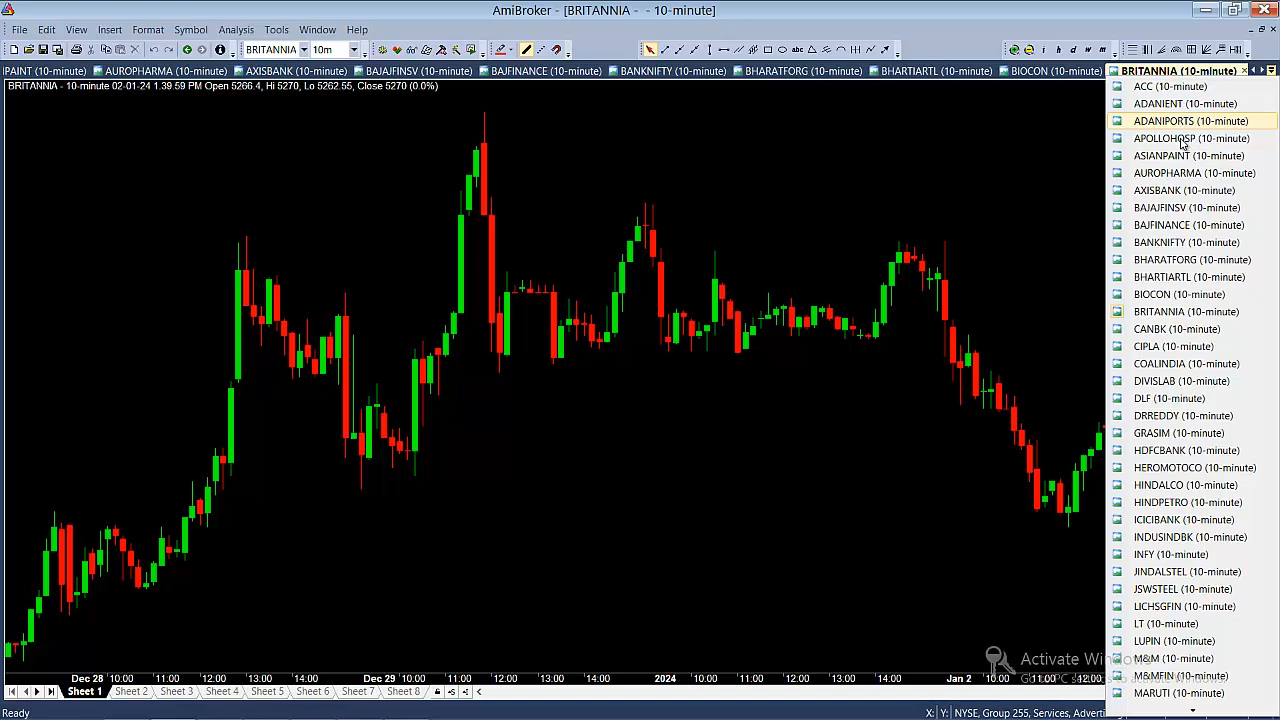 AmiBroker - [BRITANNIA - - 10-minute]
File Edit View Insert Format Symbol Analysis Tools Window Help
BRITANNIA 10m
PAINT (10-minute) AUROPHARMA (10-minute) AXISBANK (10-minute) BAJAJFINSV (10-minute) BAJFINANCE (10-minute) BANKNIFTY (10-minute) BHARATFORG (10-minute) BHARTIARTL (10-minute) BIOCON (10-minute) BRITANNIA (10-minute)
BRITANNIA - 10-minute 02-01-24 1.39.59 PM Open 5266.4, Hi 5270, Lo 5262.55, Close 5270 (0.0%)
ACC (10-minute)
ADANIENT (10-minute)
ADANIPORTS (10-minute)
APOLLOHOSP (10-minute)
ASIANPAINT (10-minute)
AUROPHARMA (10-minute)
AXISBANK (10-minute)
BAJAJFINSV (10-minute)
BAJFINANCE (10-minute)
BANKNIFTY (10-minute)
BHARATFORG (10-minute)
BHARTIARTL (10-minute)
BIOCON (10-minute)
BRITANNIA (10-minute)
CANBK (10-minute)
CIPLA (10-minute)
COALINDIA (10-minute)
DIVISLAB (10-minute)
DLF (10-minute)
DRREDDY (10-minute)
GRASIM (10-minute)
HDFCBANK (10-minute)
HEROMOTOCO (10-minute)
HINDALCO (10-minute)
HINDPETRO (10-minute)
ICICIBANK (10-minute)
INDUSINDBK (10-minute)
INFY (10-minute)
JINDALSTEL (10-minute)
JSWSTEEL (10-minute)
LICHSGFIN (10-minute)
LT (10-minute)
LUPIN (10-minute)
M&M (10-minute)
M&MFIN (10-minute)
MARUTI (10-minute)
Activate Windows
Dec 28 10:00 11:00 12:00 13:00 14:00 Dec 29 10:00 11:00 12:00 13:00 14:00 2024 10:00 11:00 12:00 13:00 14:00 Jan 2 10:00 11:00 12:00
Sheet 1 Sheet 2 Sheet 3 Sheet 4 Sheet 5 Sheet 6 Sheet 7 Sheet 8
Ready X: Y: NYSE, Group 255, Services, Adverti